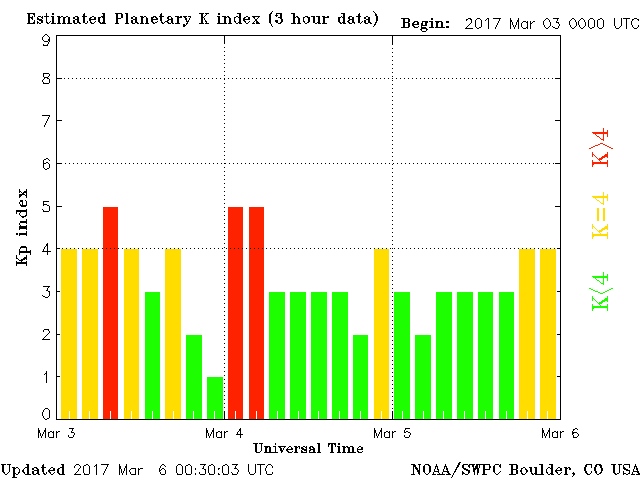 Estimated Planetary K index (3 hour data) Begin: 2017 Mar 03 0000 UTC
9
8
7
6
5
4
3
2
1
0
Kp index
K>4
K=4
K<4
Mar 3 Mar 4 Mar 5 Mar 6
Universal Time
Updated 2017 Mar 6 00:30:03 UTC NOAA/SWPC Boulder, CO USA